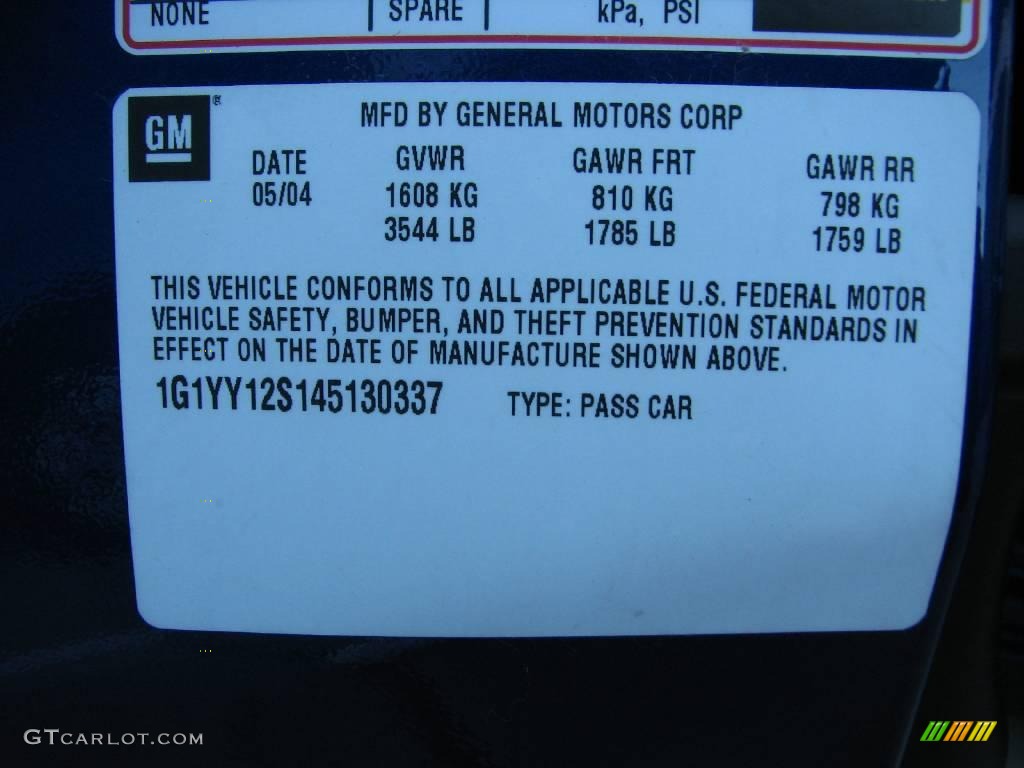 NONE SPARE kPa, PSI
GM®
MFD BY GENERAL MOTORS CORP
DATE GVWR GAWR FRT GAWR RR
05/04 1608 KG 810 KG 798 KG
3544 LB 1785 LB 1759 LB
THIS VEHICLE CONFORMS TO ALL APPLICABLE U.S. FEDERAL MOTOR
VEHICLE SAFETY, BUMPER, AND THEFT PREVENTION STANDARDS IN
EFFECT ON THE DATE OF MANUFACTURE SHOWN ABOVE.
1G1YY12S145130337 TYPE: PASS CAR
GTCARLOT.COM